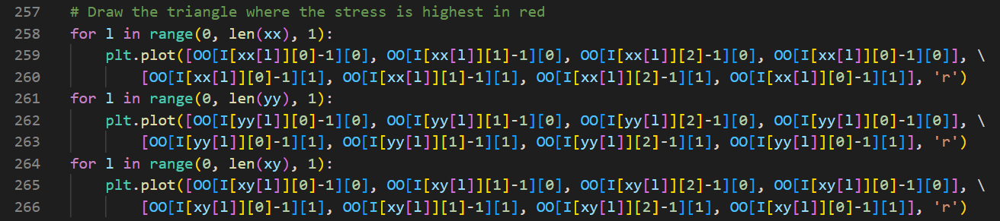 257 # Draw the triangle where the stress is highest in red
258 for l in range(0, len(xx), 1):
259 plt.plot([OO[I[xx[l]][0]-1][0], OO[I[xx[l]][1]-1][0], OO[I[xx[l]][2]-1][0], OO[I[xx[l]][0]-1][0]], \
260 [OO[I[xx[l]][0]-1][1], OO[I[xx[l]][1]-1][1], OO[I[xx[l]][2]-1][1], OO[I[xx[l]][0]-1][1]], 'r')
261 for l in range(0, len(yy), 1):
262 plt.plot([OO[I[yy[l]][0]-1][0], OO[I[yy[l]][1]-1][0], OO[I[yy[l]][2]-1][0], OO[I[yy[l]][0]-1][0]], \
263 [OO[I[yy[l]][0]-1][1], OO[I[yy[l]][1]-1][1], OO[I[yy[l]][2]-1][1], OO[I[yy[l]][0]-1][1]], 'r')
264 for l in range(0, len(xy), 1):
265 plt.plot([OO[I[xy[l]][0]-1][0], OO[I[xy[l]][1]-1][0], OO[I[xy[l]][2]-1][0], OO[I[xy[l]][0]-1][0]], \
266 [OO[I[xy[l]][0]-1][1], OO[I[xy[l]][1]-1][1], OO[I[xy[l]][2]-1][1], OO[I[xy[l]][0]-1][1]], 'r')